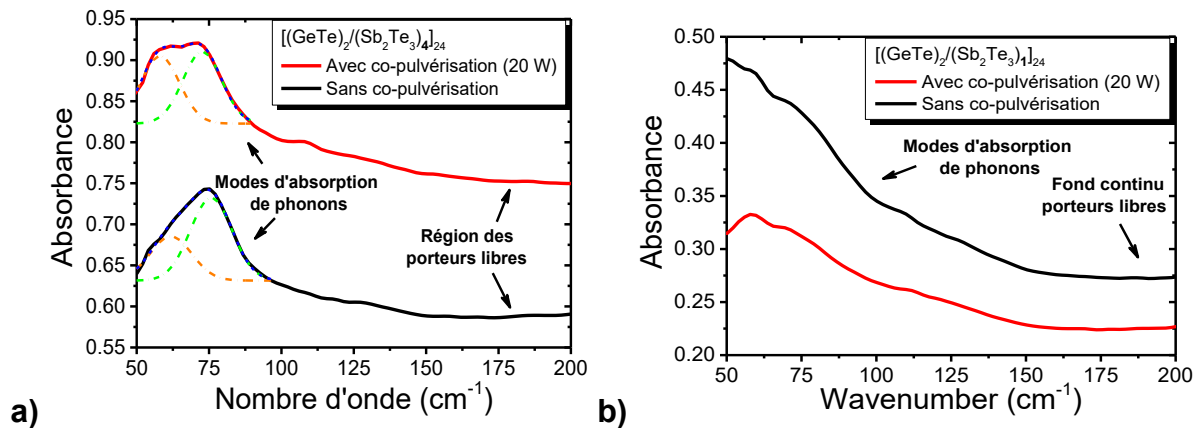 0.95
0.90
0.85
0.80
0.75
0.70
0.65
0.60
0.55
Absorbance
[(GeTe)2/(Sb2Te3)4]24
Avec co-pulvérisation (20 W)
Sans co-pulvérisation
Modes d'absorption
de phonons
Région des
porteurs libres
50 75 100 125 150 175 200
Nombre d'onde (cm-1)
a)
0.50
0.45
0.40
0.35
0.30
0.25
0.20
Absorbance
[(GeTe)2/(Sb2Te3)1]24
Avec co-pulvérisation (20 W)
Sans co-pulvérisation
Modes d'absorption
de phonons
Fond continu
porteurs libres
50 75 100 125 150 175 200
Wavenumber (cm-1)
b)